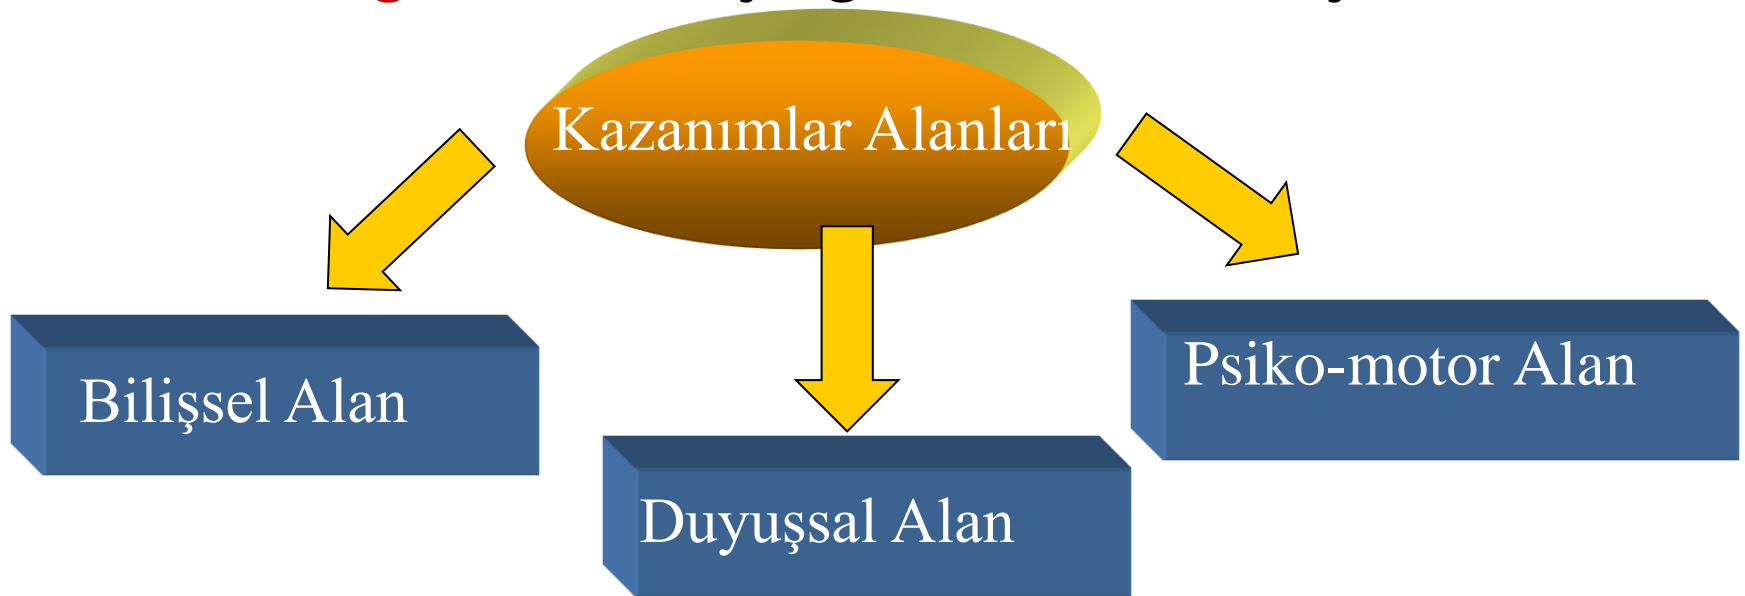 Kazanımlar Alanları
Bilişsel Alan
Duyuşsal Alan
Psiko-motor Alan